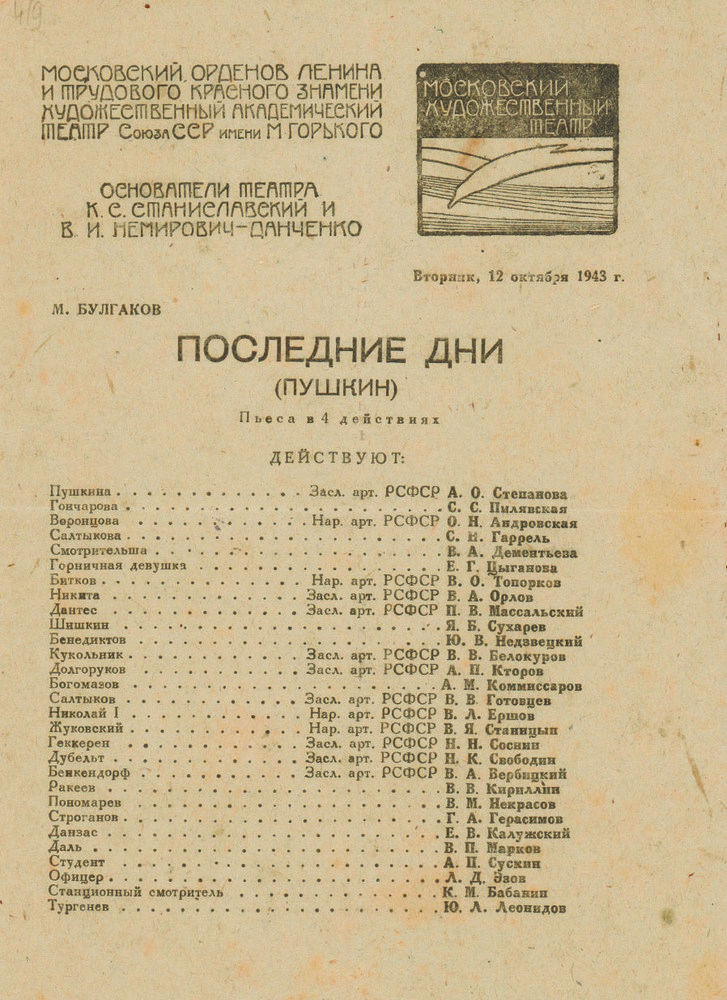 4/9
МОСКОВСКИЙ, ОРДЕНОВ ЛЕНИНА
И ТРУДОВОГО КРАСНОГО ЗНАМЕНИ
ХУДОЖЕСТВЕННЫЙ АКАДЕМИЧЕСКИЙ
ТЕАТР СОЮЗА ССР ИМЕНИ М ГОРЬКОГО
ОСНОВАТЕЛИ ТЕАТРА
К. С. СТАНИСЛАВСКИЙ И
В. И. НЕМИРОВИЧ-ДАНЧЕНКО
МОСКОВСКИЙ
ХУДОЖЕСТВЕННЫЙ
ТЕАТР
Вторник, 12 октября 1943 г.
М. БУЛГАКОВ
ПОСЛЕДНИЕ ДНИ
(ПУШКИН)
Пьеса в 4 действиях
ДЕЙСТВУЮТ:
Пушкина . . . . . . . . . . . . Засл. арт. РСФСР А. О. Степанова
Гончарова . . . . . . . . . . . . С. С. Пилявская
Воронцова . . . . . . . . . . . . Нар. арт. РСФСР О. Н. Андровская
Салтыкова . . . . . . . . . . . . С. Н. Гаррель
Смотрительша . . . . . . . . . . . . В. А. Дементьева
Горничная девушка . . . . . . . . . . . . Е. Г. Цыганова
Битков . . . . . . . . . . . . Нар. арт. РСФСР В. О. Топорков
Никита . . . . . . . . . . . . Засл. арт. РСФСР В. А. Орлов
Дантес . . . . . . . . . . . . Засл. арт. РСФСР П. В. Массальский
Шишкин . . . . . . . . . . . . Я. Б. Сухарев
Бенедиктов . . . . . . . . . . . . Ю. В. Недзвецкий
Кукольник . . . . . . . . . . . . Засл. арт. РСФСР В. В. Белокуров
Долгоруков . . . . . . . . . . . . Засл. арт. РСФСР А. П. Кторов
Богомазов . . . . . . . . . . . . А. М. Коммиссаров
Салтыков . . . . . . . . . . . . Засл. арт. РСФСР В. В. Готовцев
Николай I . . . . . . . . . . . . Нар. арт. РСФСР В. Л. Ершов
Жуковский . . . . . . . . . . . . Нар. арт. РСФСР В. Я. Станицын
Геккерен . . . . . . . . . . . . Засл. арт. РСФСР Н. Н. Соснин
Дубельт . . . . . . . . . . . . Засл. арт. РСФСР Н. К. Свободин
Бенкендорф . . . . . . . . . . . . Засл. арт. РСФСР В. А. Вербицкий
Ракеев . . . . . . . . . . . . В. В. Кириллин
Пономарев . . . . . . . . . . . . В. М. Некрасов
Строганов . . . . . . . . . . . . Г. А. Герасимов
Данзас . . . . . . . . . . . . Е. В. Калужский
Даль . . . . . . . . . . . . В. П. Марков
Студент . . . . . . . . . . . . А. П. Сускин
Офицер . . . . . . . . . . . . Л. Д. Эзов
Станционный смотритель . . . . . . . . . . . . К. М. Бабанин
Тургенев . . . . . . . . . . . . Ю. Л. Леонидов